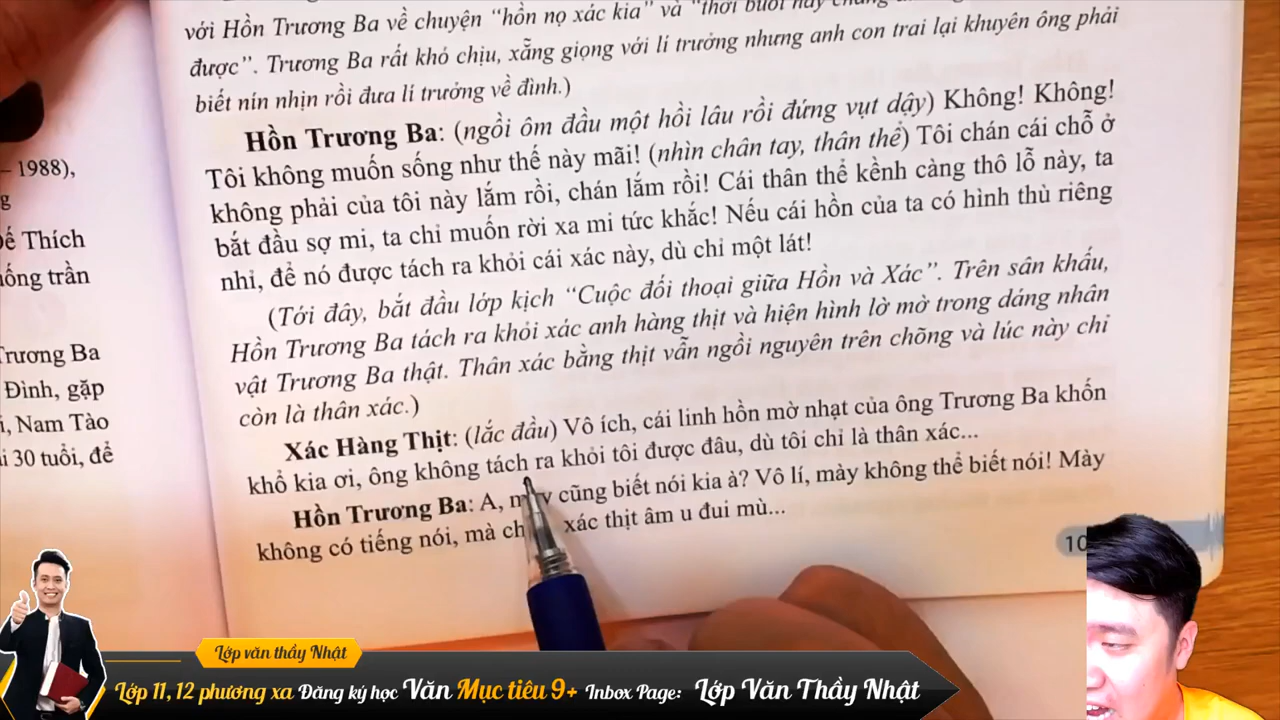 với Hồn Trương Ba về chuyện “hồn nọ xác kia” và “thời buổi này
được”. Trương Ba rất khó chịu, xẵng giọng với lí trưởng nhưng anh con trai lại khuyên ông phải
biết nín nhịn rồi đưa lí trưởng về đình.)
Hồn Trương Ba: (ngồi ôm đầu một hồi lâu rồi đứng vụt dậy) Không! Không!
Tôi không muốn sống như thế này mãi! (nhìn chân tay, thân thể) Tôi chán cái chỗ ở
không phải của tôi này lắm rồi, chán lắm rồi! Cái thân thể kềnh càng thô lỗ này, ta
bắt đầu sợ mi, ta chỉ muốn rời xa mi tức khắc! Nếu cái hồn của ta có hình thù riêng
nhỉ, để nó được tách ra khỏi cái xác này, dù chỉ một lát!
(Tới đây, bắt đầu lớp kịch “Cuộc đối thoại giữa Hồn và Xác”. Trên sân khấu,
Hồn Trương Ba tách ra khỏi xác anh hàng thịt và hiện hình lờ mờ trong dáng nhân
vật Trương Ba thật. Thân xác bằng thịt vẫn ngồi nguyên trên chõng và lúc này chỉ
còn là thân xác.)
Xác Hàng Thịt: (lắc đầu) Vô ích, cái linh hồn mờ nhạt của ông Trương Ba khốn
khổ kia ơi, ông không tách ra khỏi tôi được đâu, dù tôi chỉ là thân xác...
Hồn Trương Ba: A, mày cũng biết nói kia à? Vô lí, mày không thể biết nói! Mày
không có tiếng nói, mà xác thịt âm u đui mù...
10
– 1988),
g
Đế Thích
uống trần
Trương Ba
Đình, gặp
i, Nam Tào
i 30 tuổi, để
Lớp văn thầy Nhật
Lớp 11, 12 phương xa Đăng ký học Văn Mục tiêu 9+ Inbox Page: Lớp Văn Thầy Nhật